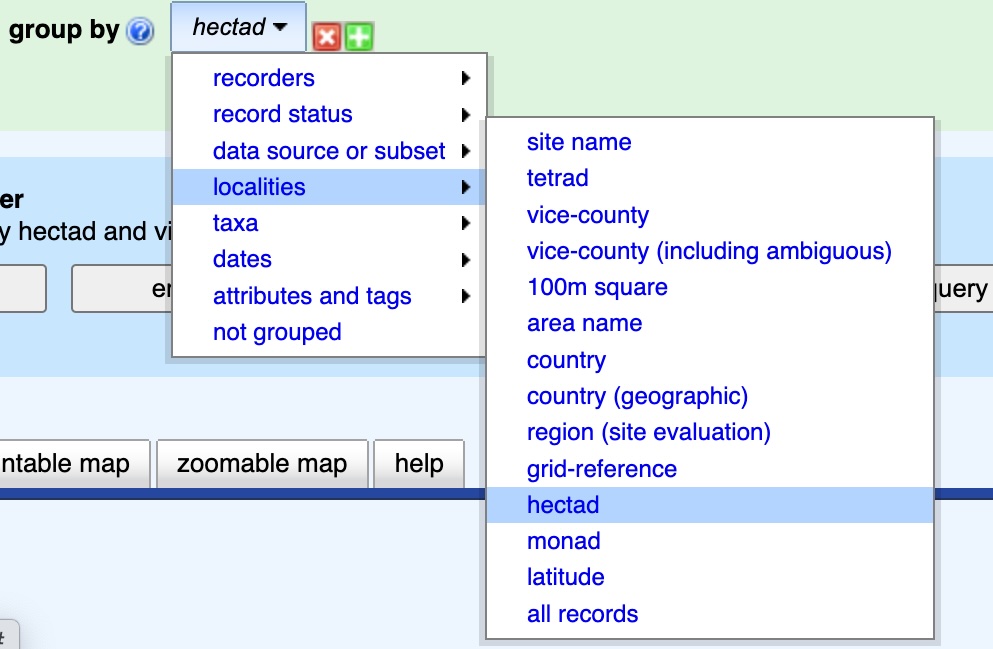 group by
hectad
recorders
record status
data source or subset
localities
taxa
dates
attributes and tags
not grouped
site name
tetrad
vice-county
vice-county (including ambiguous)
100m square
area name
country
country (geographic)
region (site evaluation)
grid-reference
hectad
monad
latitude
all records
er
y hectad and vi
er
query
ntable map
zoomable map
help